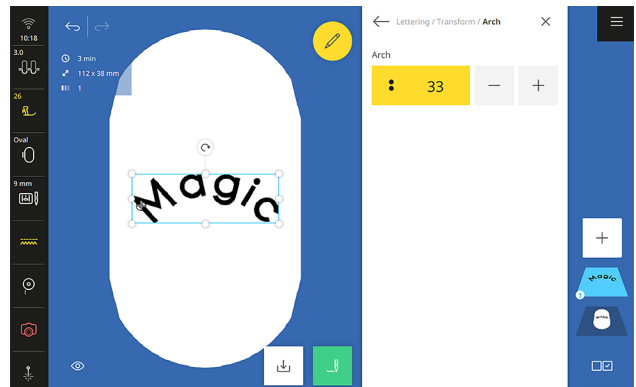 10:18
3.0
26
Oval
9 mm
3 min
112 x 38 mm
1
Magic
Lettering / Transform / Arch
Arch
33
Magic
1